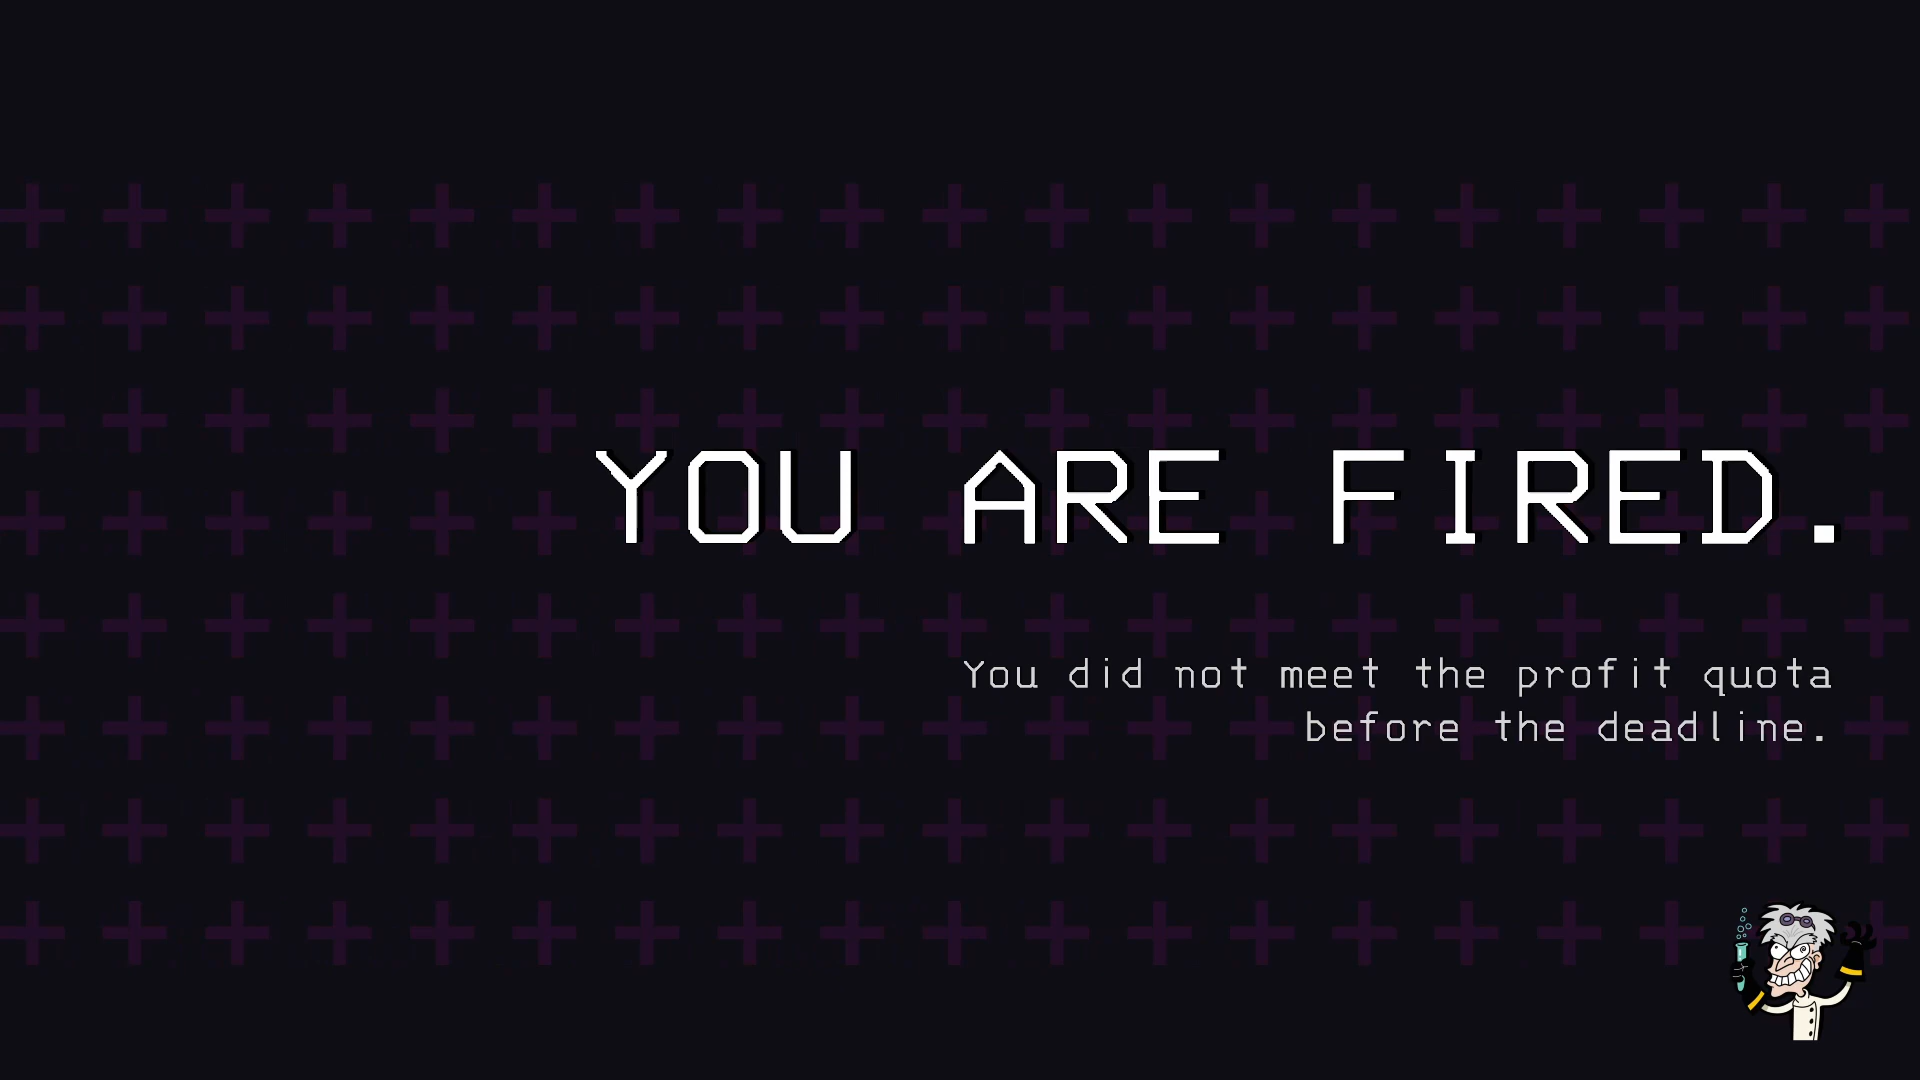 YOU ARE FIRED.
You did not meet the profit quota
before the deadline.